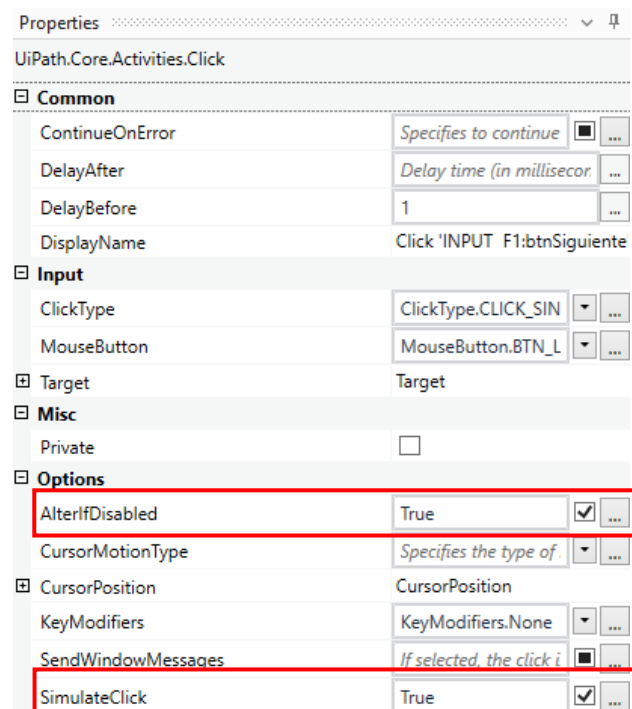 Properties
UiPath.Core.Activities.Click
Common
ContinueOnError Specifies to continue ...
DelayAfter Delay time (in millisecon ...
DelayBefore 1 ...
DisplayName Click 'INPUT F1:btnSiguiente
Input
ClickType ClickType.CLICK_SIN ...
MouseButton MouseButton.BTN_L ...
Target Target
Misc
Private
Options
AlterIfDisabled True ...
CursorMotionType Specifies the type of ...
CursorPosition CursorPosition
KeyModifiers KeyModifiers.None ...
SendWindowMessages If selected, the click i ...
SimulateClick True ...